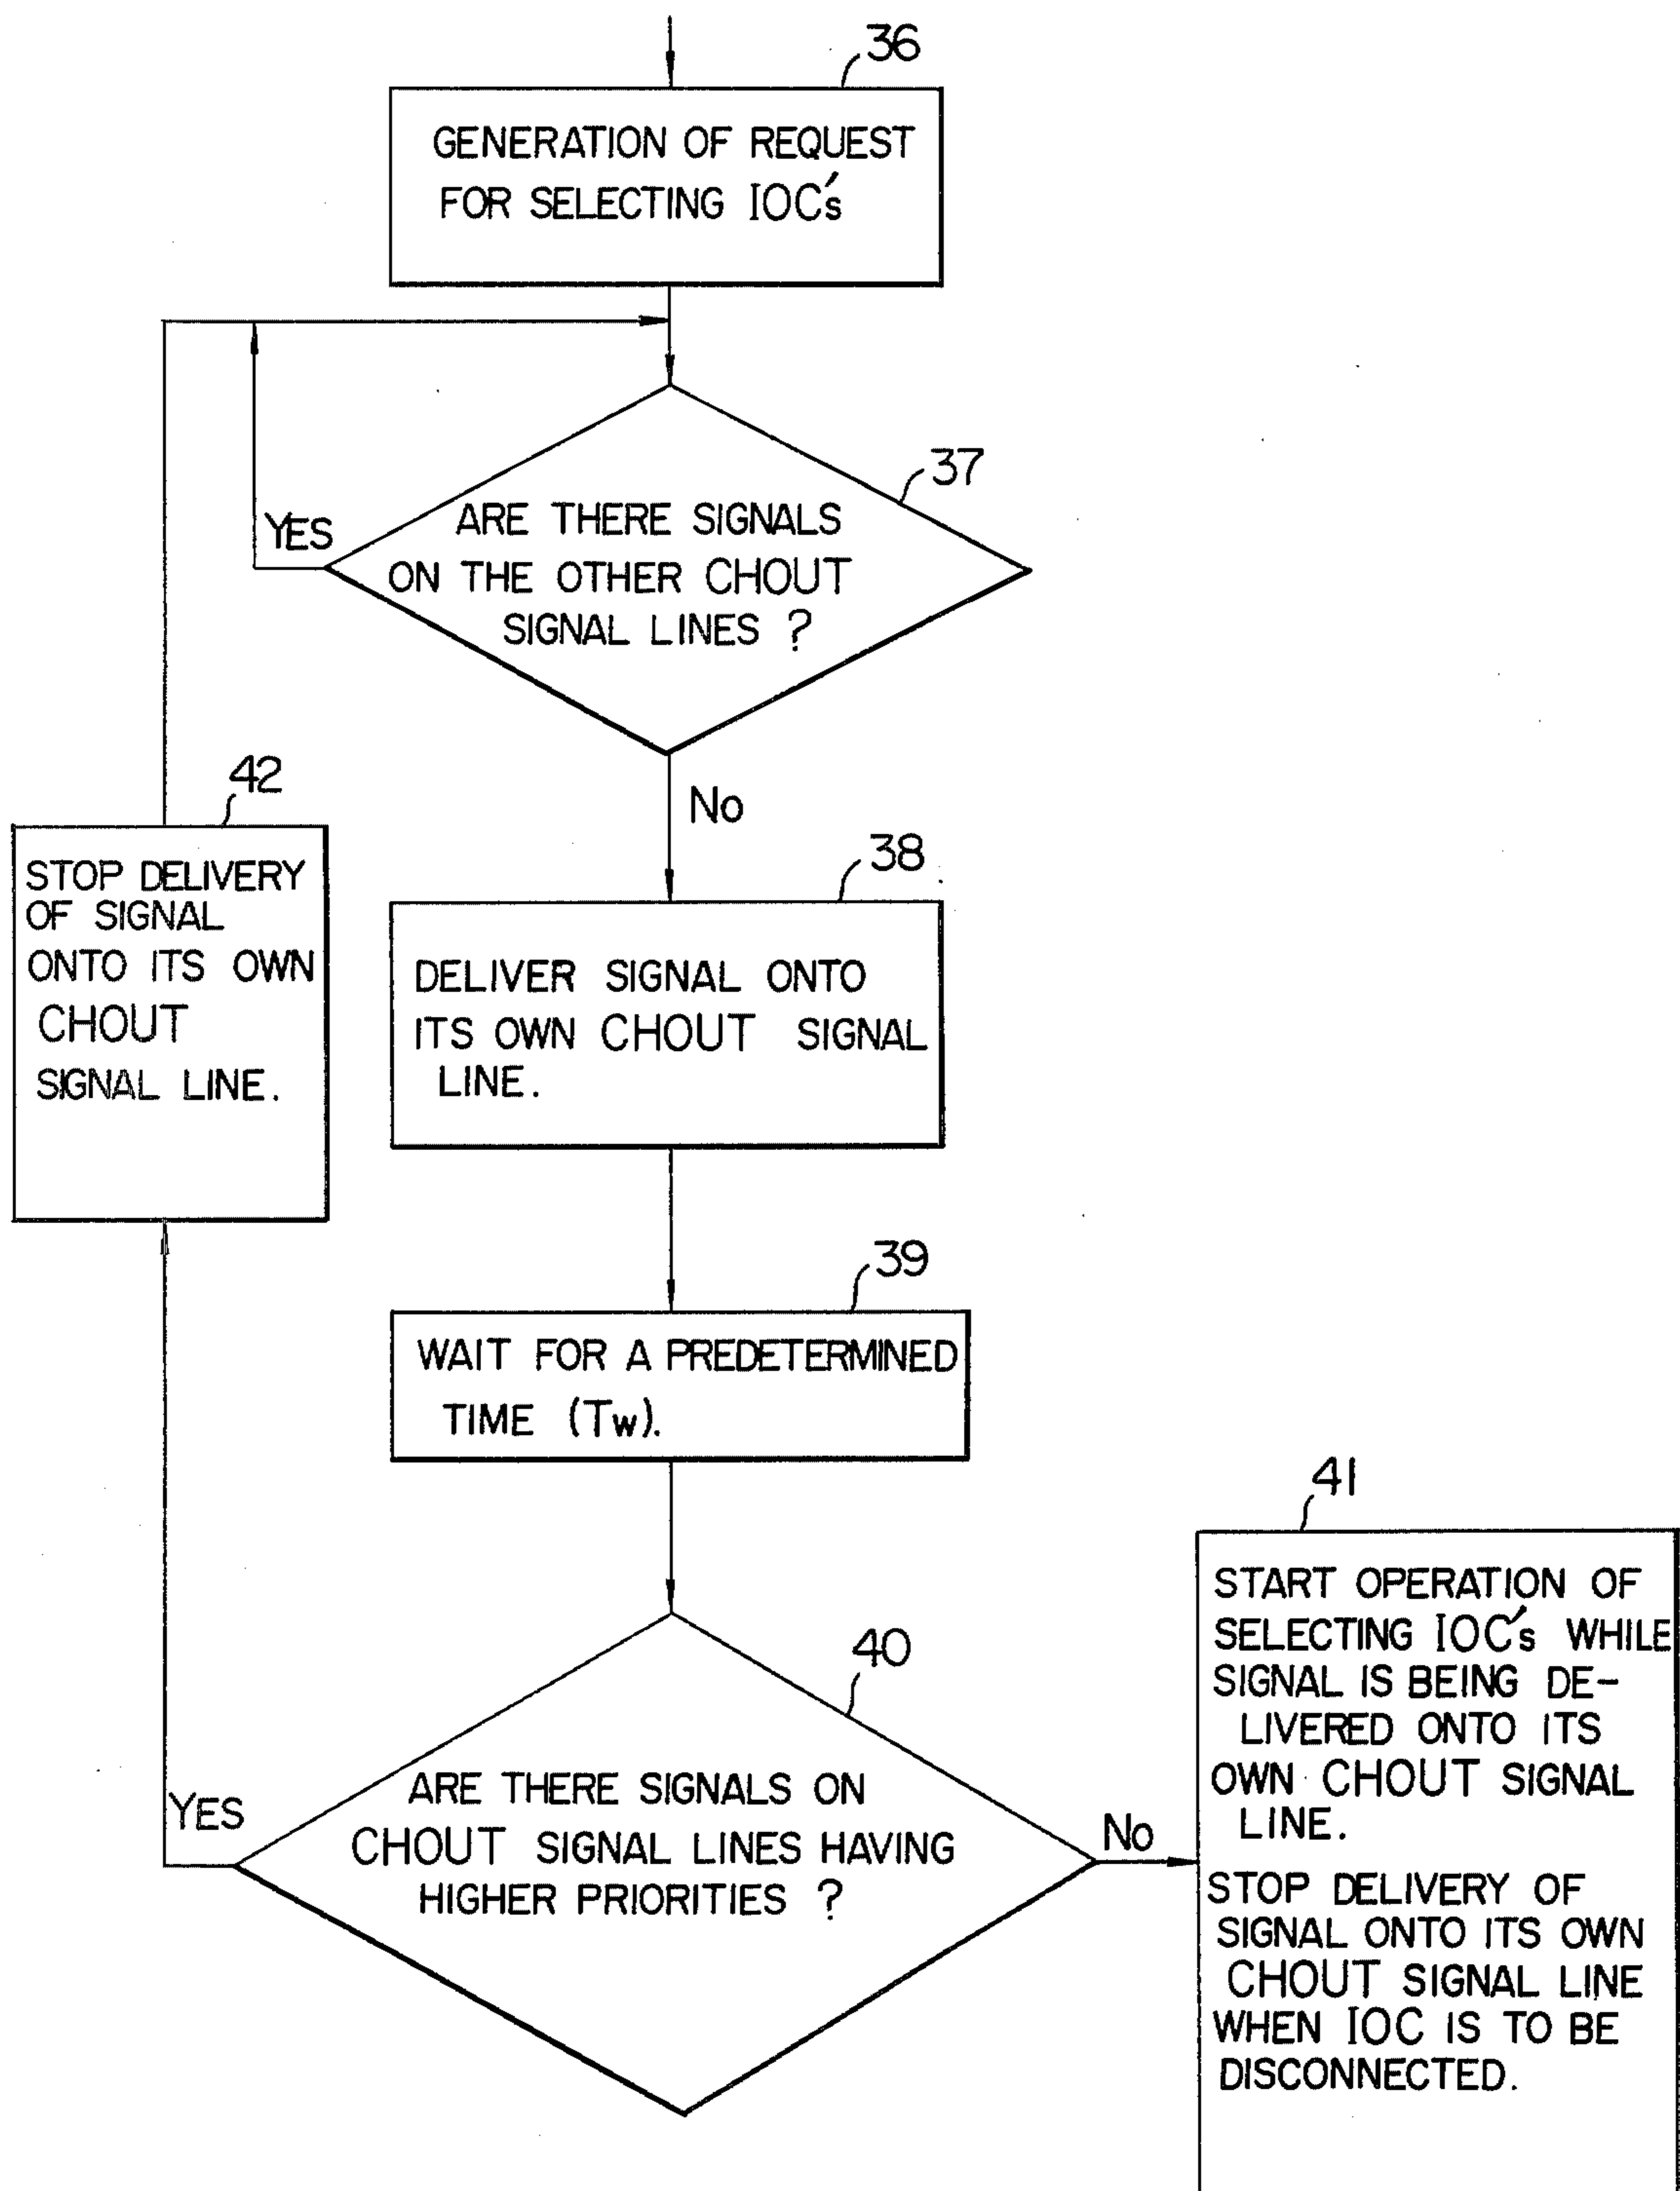 36
GENERATION OF REQUEST
FOR SELECTING IOC's
37
YES
ARE THERE SIGNALS
ON THE OTHER CHOUT
SIGNAL LINES ?
No
42
STOP DELIVERY
OF SIGNAL
ONTO ITS OWN
CHOUT
SIGNAL LINE.
38
DELIVER SIGNAL ONTO
ITS OWN CHOUT SIGNAL
LINE.
39
WAIT FOR A PREDETERMINED
TIME (Tw).
40
YES
ARE THERE SIGNALS ON
CHOUT SIGNAL LINES HAVING
HIGHER PRIORITIES ?
No
41
START OPERATION OF
SELECTING IOC's WHILE
SIGNAL IS BEING DE-
LIVERED ONTO ITS
OWN CHOUT SIGNAL
LINE.
STOP DELIVERY OF
SIGNAL ONTO ITS OWN
CHOUT SIGNAL LINE
WHEN IOC IS TO BE
DISCONNECTED.